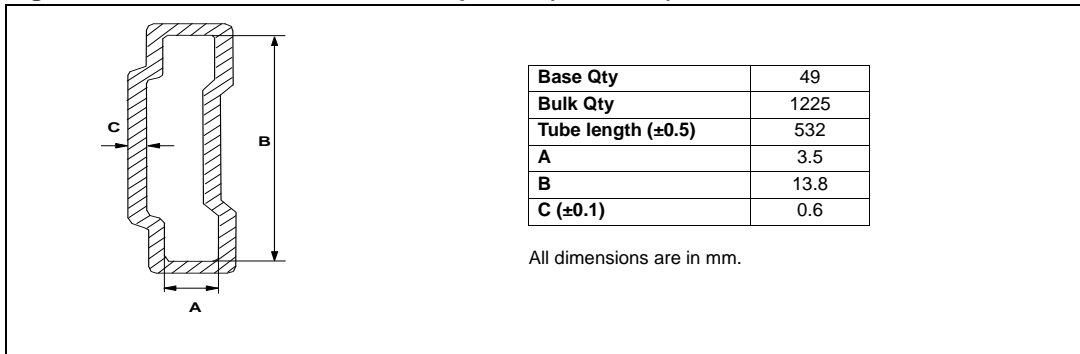 C
B
A
Base Qty 49
Bulk Qty 1225
Tube length (±0.5) 532
A 3.5
B 13.8
C (±0.1) 0.6
All dimensions are in mm.